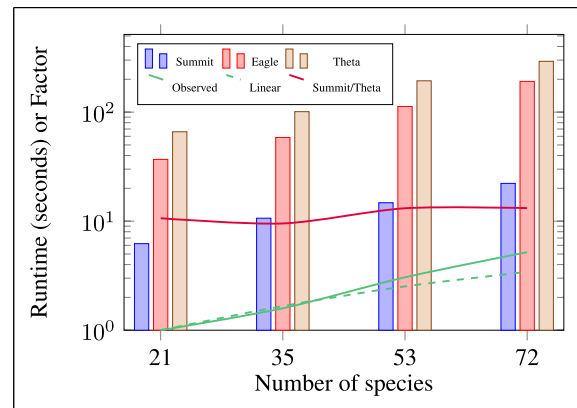 Runtime (seconds) or Factor
10^2
10^1
10^0
Summit Eagle Theta
Observed Linear Summit/Theta
21 35 53 72
Number of species